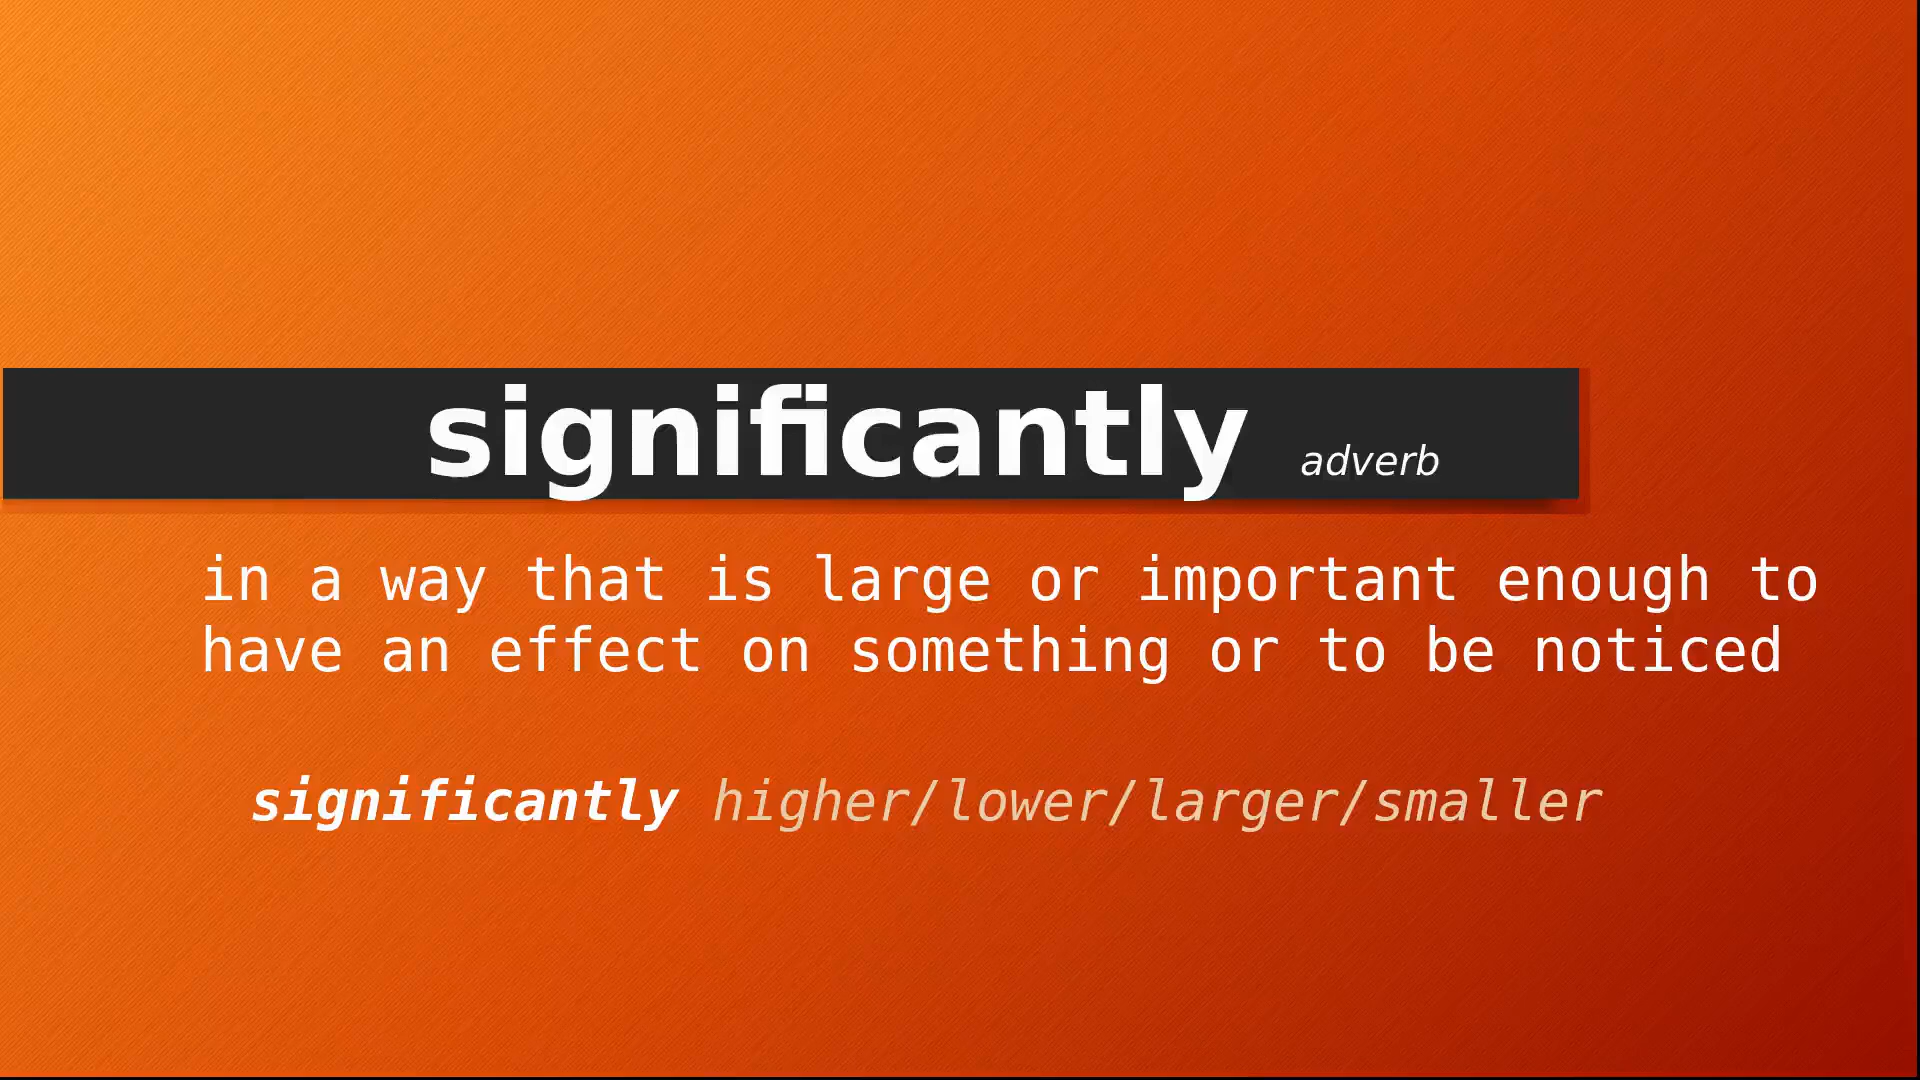 significantly adverb
in a way that is large or important enough to
have an effect on something or to be noticed
significantly higher/lower/larger/smaller